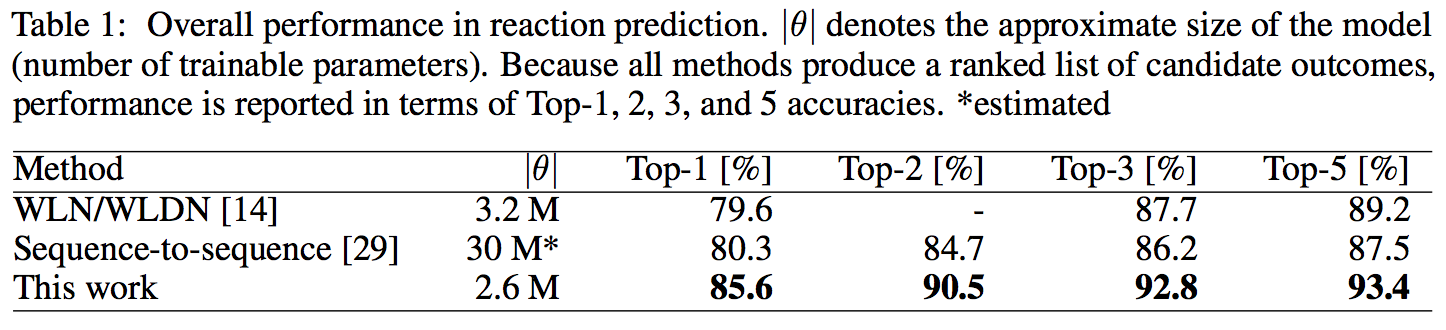 Table 1: Overall performance in reaction prediction. |θ| denotes the approximate size of the model
(number of trainable parameters). Because all methods produce a ranked list of candidate outcomes,
performance is reported in terms of Top-1, 2, 3, and 5 accuracies. *estimated
Method |θ| Top-1 [%] Top-2 [%] Top-3 [%] Top-5 [%]
WLN/WLDN [14] 3.2 M 79.6 - 87.7 89.2
Sequence-to-sequence [29] 30 M* 80.3 84.7 86.2 87.5
This work 2.6 M 85.6 90.5 92.8 93.4